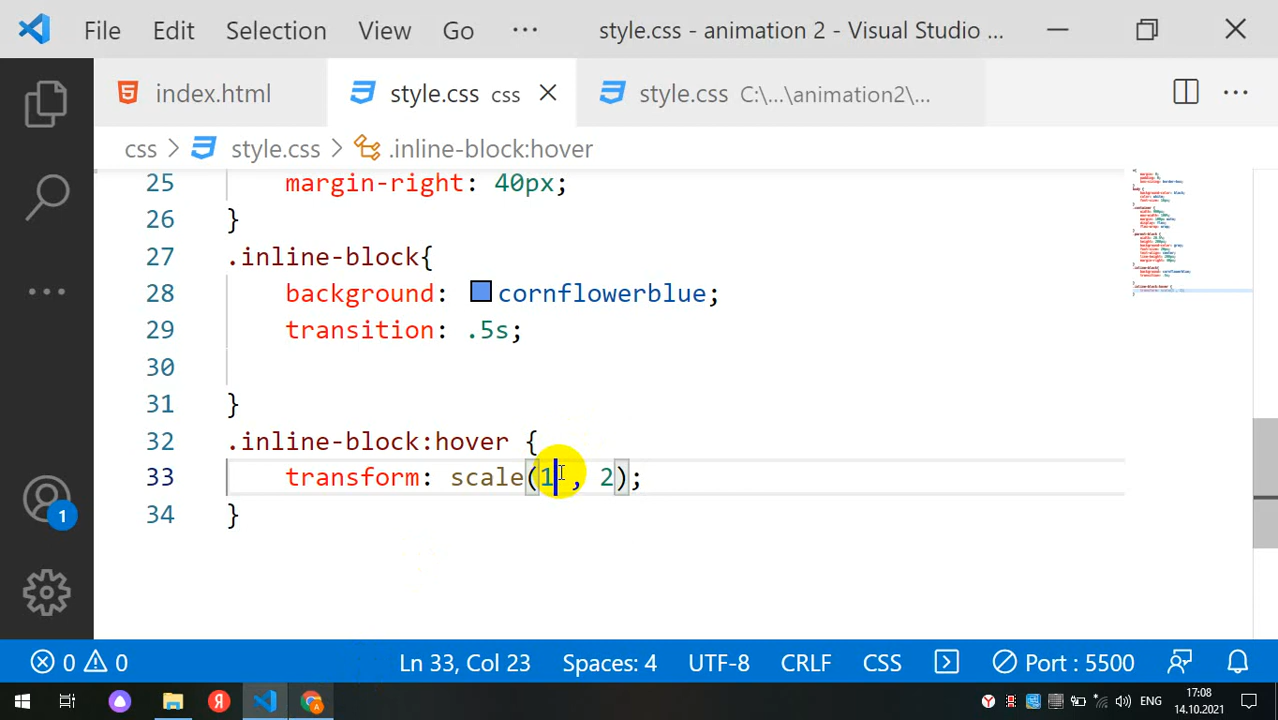 File Edit Selection View Go ··· style.css - animation 2 - Visual Studio ...
index.html style.css css style.css C:\...\animation2\...
css > style.css > .inline-block:hover
25 margin-right: 40px;
26 }
27 .inline-block{
28 background: cornflowerblue;
29 transition: .5s;
30
31 }
32 .inline-block:hover {
33 transform: scale(1 , 2);
34 }
1
0 0 Ln 33, Col 23 Spaces: 4 UTF-8 CRLF CSS Port : 5500
ENG 17:08
14.10.2021